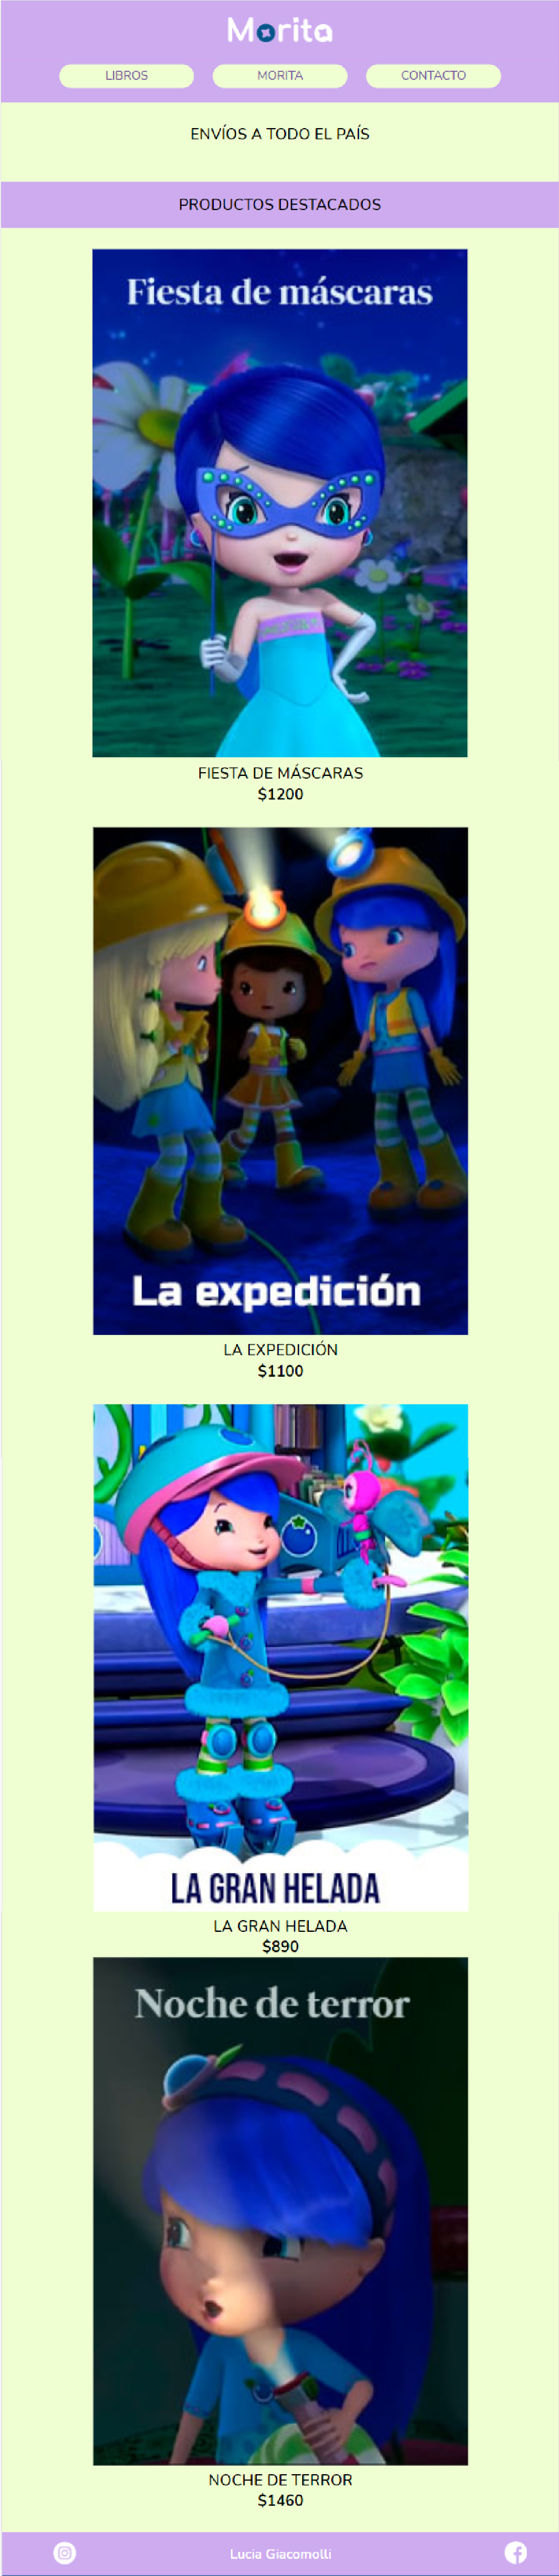 Morita
LIBROS
MORITA
CONTACTO
ENVÍOS A TODO EL PAÍS
PRODUCTOS DESTACADOS
Fiesta de máscaras
FIESTA DE MÁSCARAS
$1200
La expedición
LA EXPEDICIÓN
$1100
LA GRAN HELADA
LA GRAN HELADA
$890
Noche de terror
NOCHE DE TERROR
$1460
Lucia Giacomolli